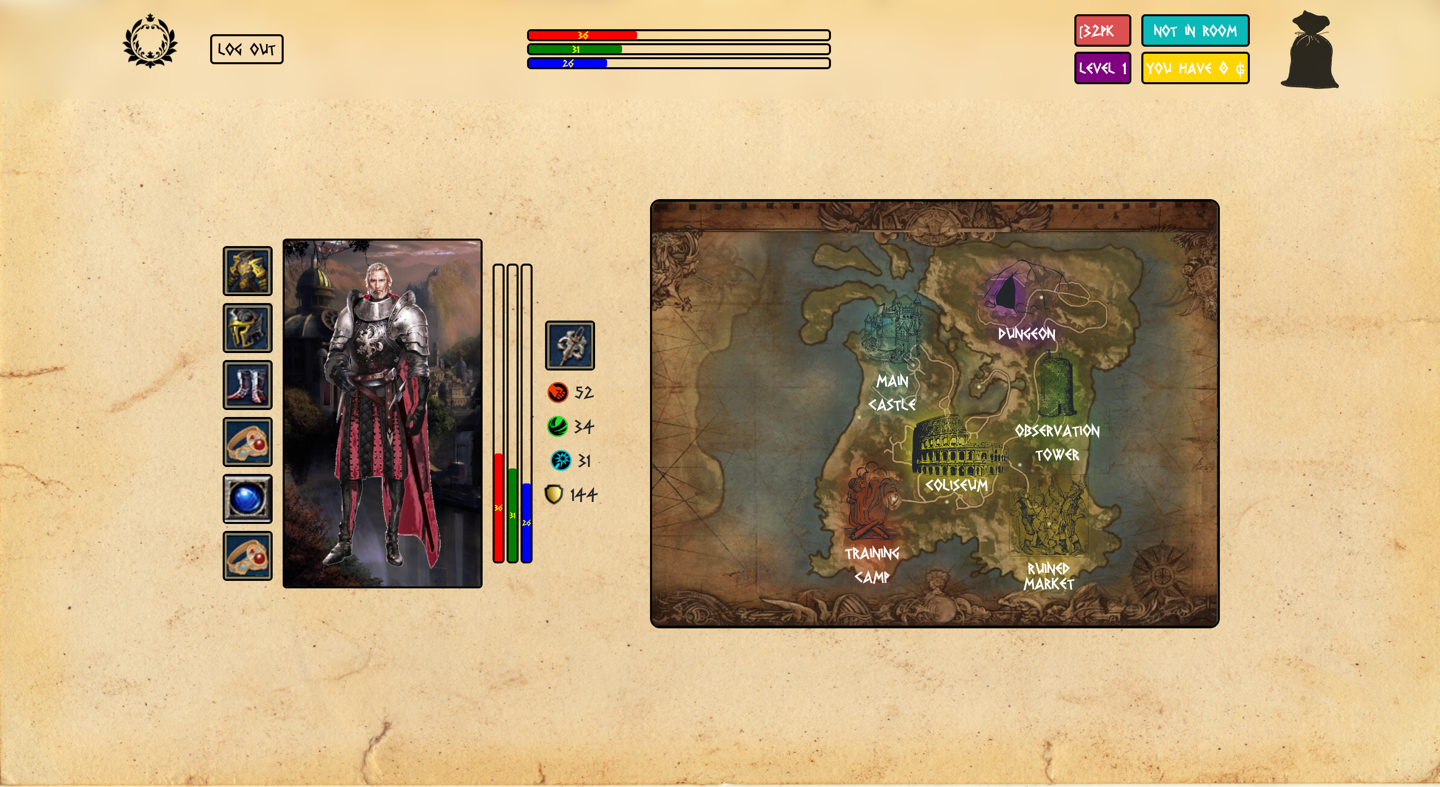 LOG OUT
36
31
26
[32PK
NOT IN ROOM
LEVEL 1
YOU HAVE 0 ₲
52
34
31
144
36
31
26
DUNGEON
MAIN
CASTLE
OBSERVATION
TOWER
COLISEUM
TRAINING
CAMP
RUINED
MARKET